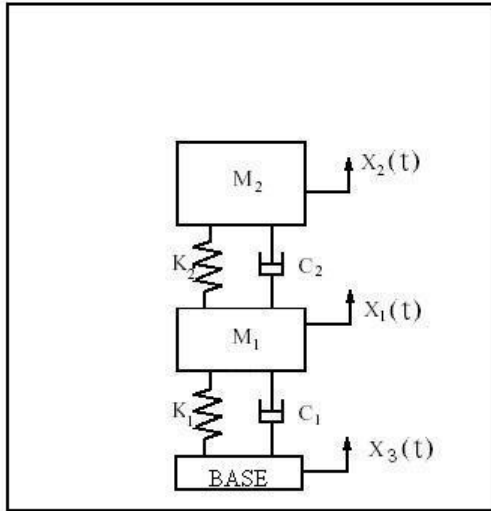 M₂
X₂(t)
K₂
C₂
X₁(t)
M₁
K₁
C₁
X₃(t)
BASE